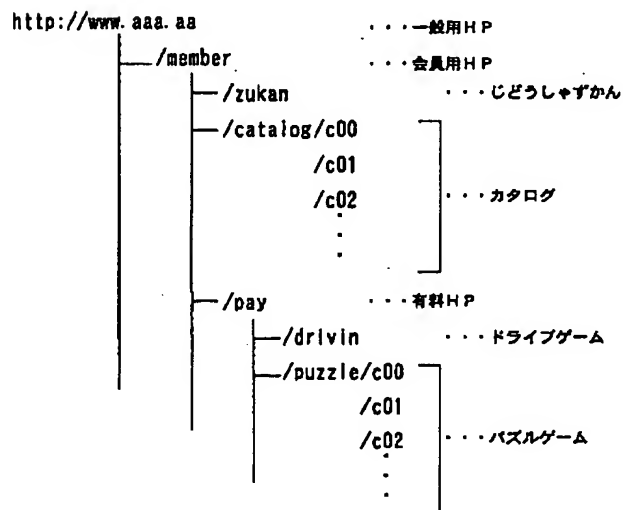 http://www.aaa.aa ・・・一般用HP
/member ・・・会員用HP
/zukan ・・・じどうしゃずかん
/catalog/c00
/c01
/c02 ・・・カタログ
/pay ・・・有料HP
/drivin ・・・ドライブゲーム
/puzzle/c00
/c01
/c02 ・・・パズルゲーム